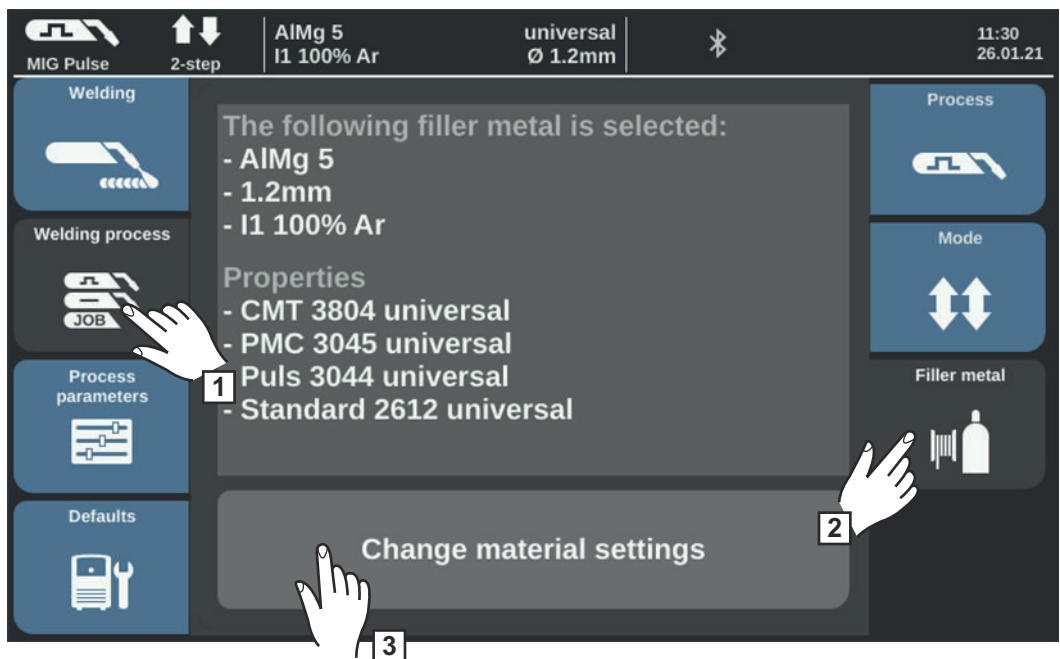 MIG Pulse
2-step
AlMg 5
I1 100% Ar
universal
Ø 1.2mm
11:30
26.01.21
Welding
Welding process
JOB
Process
parameters
Defaults
The following filler metal is selected:
- AlMg 5
- 1.2mm
- I1 100% Ar
Properties
- CMT 3804 universal
- PMC 3045 universal
Puls 3044 universal
- Standard 2612 universal
Change material settings
Process
Mode
Filler metal
1
2
3